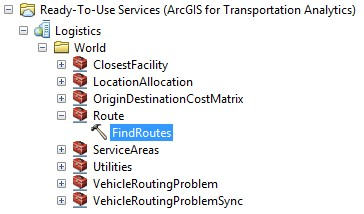 Ready-To-Use Services (ArcGIS for Transportation Analytics)
Logistics
World
ClosestFacility
LocationAllocation
OriginDestinationCostMatrix
Route
FindRoutes
ServiceAreas
Utilities
VehicleRoutingProblem
VehicleRoutingProblemSync